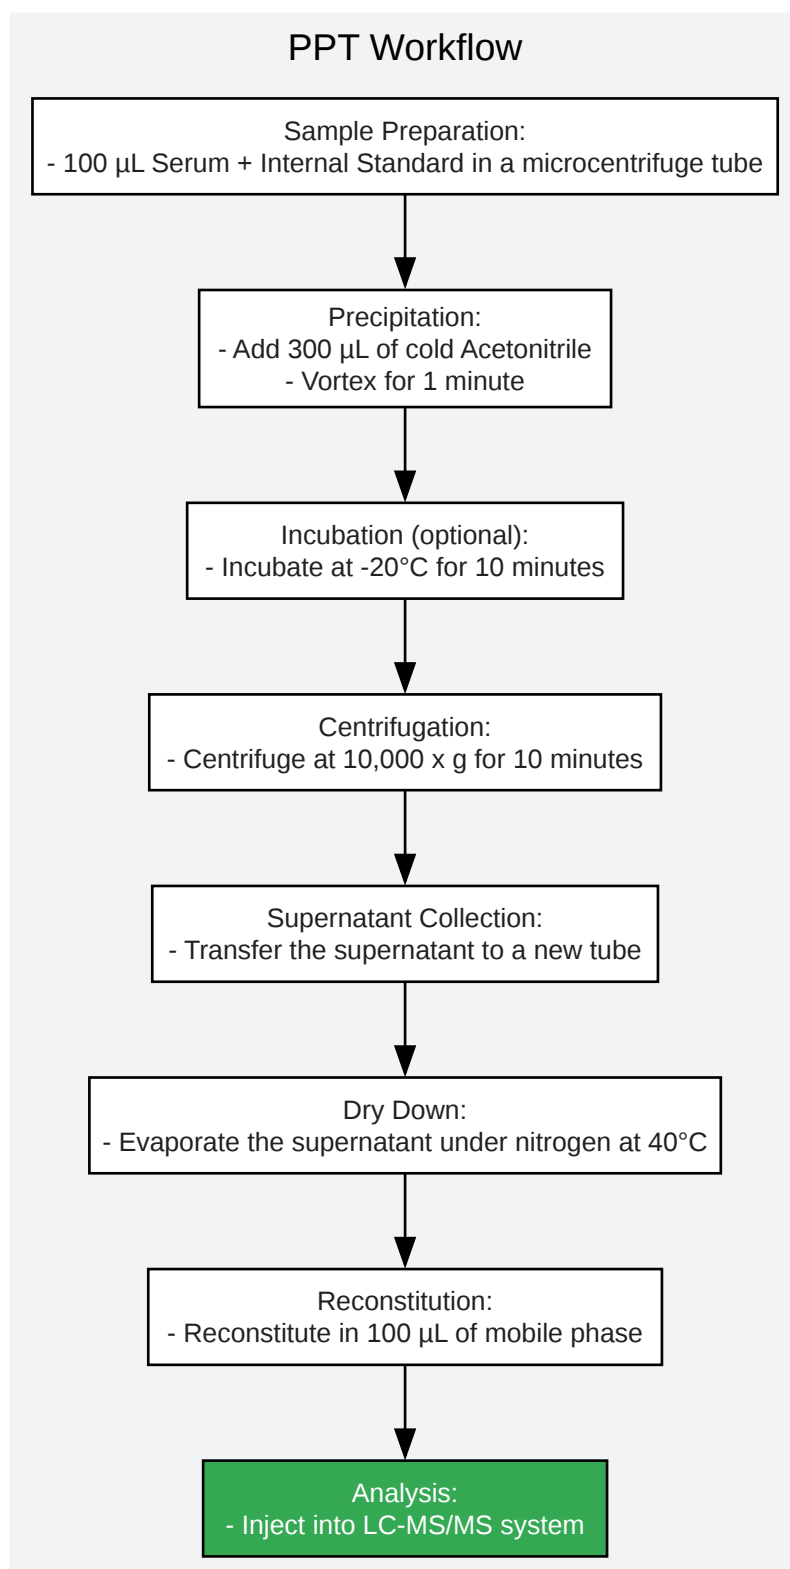 PPT Workflow
Sample Preparation:
- 100 µL Serum + Internal Standard in a microcentrifuge tube
Precipitation:
- Add 300 µL of cold Acetonitrile
- Vortex for 1 minute
Incubation (optional):
- Incubate at -20°C for 10 minutes
Centrifugation:
- Centrifuge at 10,000 x g for 10 minutes
Supernatant Collection:
- Transfer the supernatant to a new tube
Dry Down:
- Evaporate the supernatant under nitrogen at 40°C
Reconstitution:
- Reconstitute in 100 µL of mobile phase
Analysis:
- Inject into LC-MS/MS system